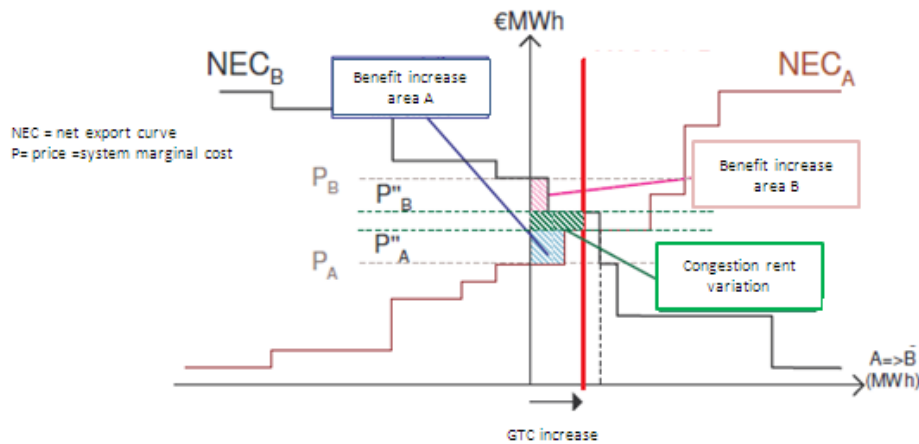 €MWh
NEC_B
Benefit increase
area A
NEC_A
NEC = net export curve
P= price =system marginal cost
P_B
P"_B
Benefit increase
area B
P"_A
P_A
Congestion rent
variation
A=>B
(MWh)
GTC increase